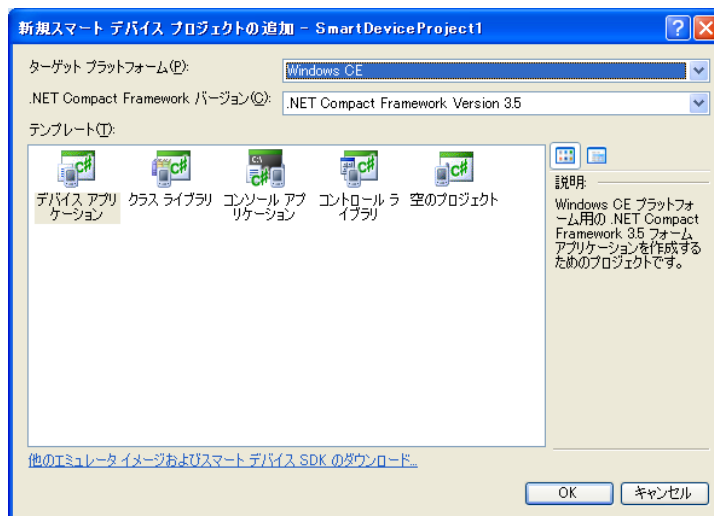 新規スマート デバイス プロジェクトの追加 - SmartDeviceProject1
ターゲット プラットフォーム(P):
Windows CE
.NET Compact Framework バージョン(C):
.NET Compact Framework Version 3.5
テンプレート(T):
デバイス アプリ
ケーション
クラス ライブラリ
コンソール アプ
リケーション
コントロール ラ
イブラリ
空のプロジェクト
説明:
Windows CE プラットフォ
ーム用の .NET Compact
Framework 3.5 フォーム
アプリケーションを作成する
ためのプロジェクトです。
他のエミュレータ イメージおよびスマート デバイス SDK のダウンロード...
OK
キャンセル